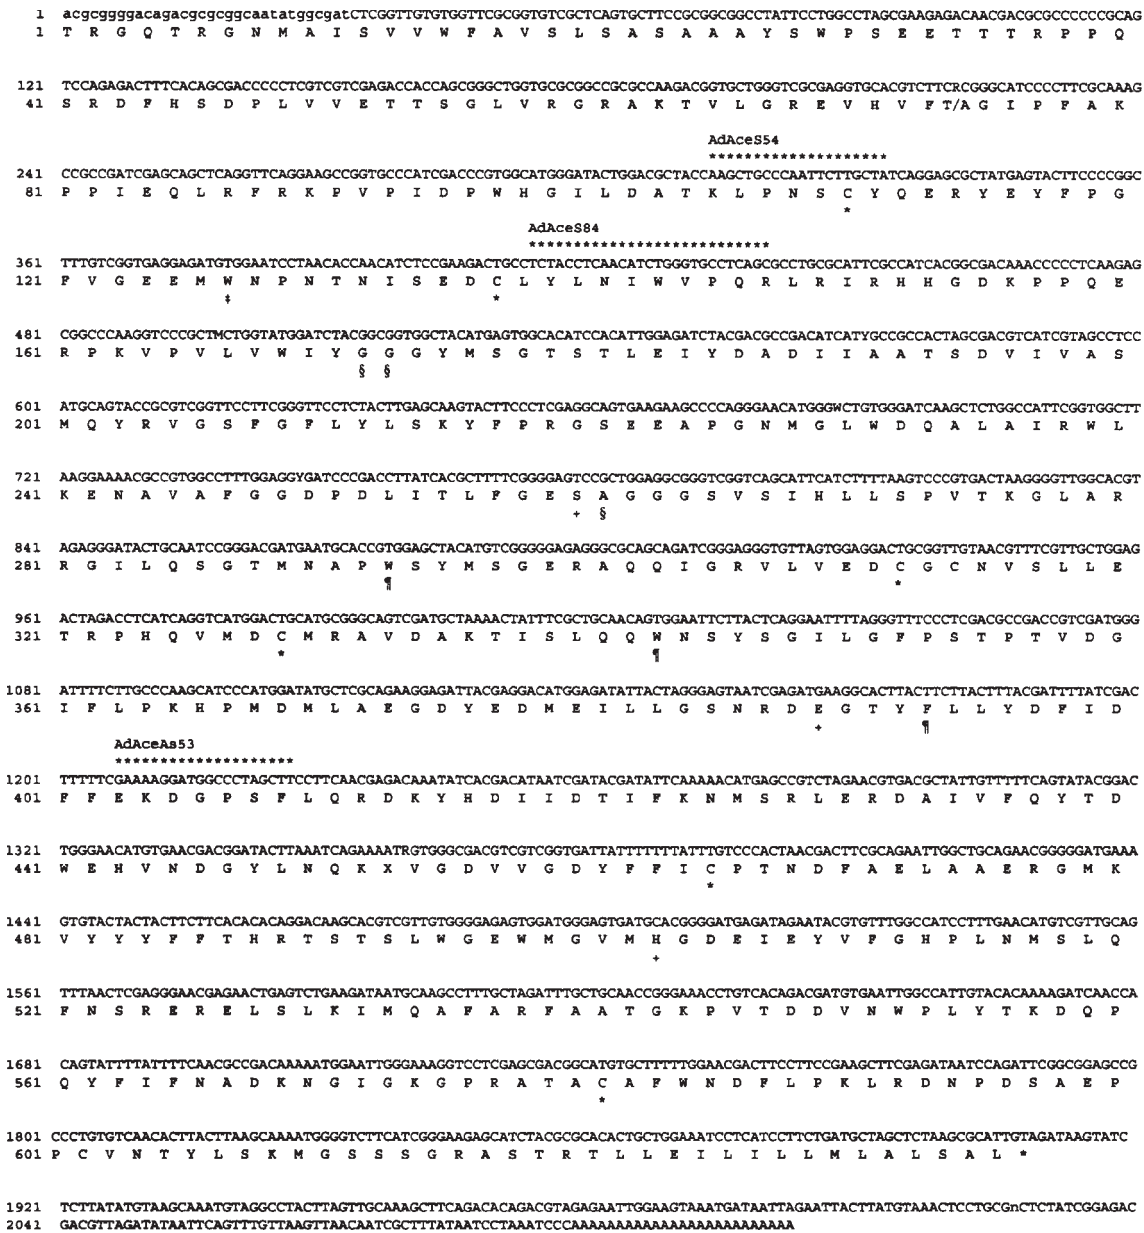 1 acgcggggacagacgcgcggcaatatggcgatCTCGGTTGTGTGGTTCGCGGTGTCGCTCAGTGCTTCCGCGGCGGCCTATTCCTGGCCTAGCGAAGAGACAACGACGCGCCCCCCGCAG
1 T R G Q T R G N M A I S V V W F A V S L S A S A A A Y S W P S E E T T T R P P Q
121 TCCAGAGACTTTCACAGCGACCCCCTCGTCGTCGAGACCACCAGCGGGCTGGTGCGCGGCCGCGCCAAGACGGTGCTGGGTCGCGAGGTGCACGTCTTCRCGGGCATCCCCTTCGCAAAG
41 S R D F H S D P L V V E T T S G L V R G R A K T V L G R E V H V F T/A G I P F A K
AdAceS54
********************
241 CCGCCGATCGAGCAGCTCAGGTTCAGGAAGCCGGTGCCCATCGACCCGTGGCATGGGATACTGGACGCTACCAAGCTGCCCAATTCTTGCTATCAGGAGCGCTATGAGTACTTCCCCGGC
81 P P I E Q L R F R K P V P I D P W H G I L D A T K L P N S C Y Q E R Y E Y F P G
*
AdAceS84
***************************
361 TTTGTCGGTGAGGAGATGTGGAATCCTAACACCAACATCTCCGAAGACTGCCTCTACCTCAACATCTGGGTGCCTCAGCGCCTGCGCATTCGCCATCACGGCGACAAACCCCCTCAAGAG
121 F V G E E M W N P N T N I S E D C L Y L N I W V P Q R L R I R H H G D K P P Q E
‡ *
481 CGGCCCAAGGTCCCGCTMCTGGTATGGATCTACGGCGGTGGCTACATGAGTGGCACATCCACATTGGAGATCTACGACGCCGACATCATYGCCGCCACTAGCGACGTCATCGTAGCCTCC
161 R P K V P V L V W I Y G G G Y M S G T S T L E I Y D A D I I A A T S D V I V A S
§ §
601 ATGCAGTACCGCGTCGGTTCCTTCGGGTTCCTCTACTTGAGCAAGTACTTCCCTCGAGGCAGTGAAGAAGCCCCAGGGAACATGGGWCTGTGGGATCAAGCTCTGGCCATTCGGTGGCTT
201 M Q Y R V G S F G F L Y L S K Y F P R G S E E A P G N M G L W D Q A L A I R W L
721 AAGGAAAACGCCGTGGCCTTTGGAGGYGATCCCGACCTTATCACGCTTTTCGGGGAGTCCGCTGGAGGCGGGTCGGTCAGCATTCATCTTTTAAGTCCCGTGACTAAGGGGTTGGCACGT
241 K E N A V A F G G D P D L I T L F G E S A G G G S V S I H L L S P V T K G L A R
+ §
841 AGAGGGATACTGCAATCCGGGACGATGAATGCACCGTGGAGCTACATGTCGGGGGAGAGGGCGCAGCAGATCGGGAGGGTGTTAGTGGAGGACTGCGGTTGTAACGTTTCGTTGCTGGAG
281 R G I L Q S G T M N A P W S Y M S G E R A Q Q I G R V L V E D C G C N V S L L E
¶ *
961 ACTAGACCTCATCAGGTCATGGACTGCATGCGGGCAGTCGATGCTAAAACTATTTCGCTGCAACAGTGGAATTCTTACTCAGGAATTTTAGGGTTTCCCTCGACGCCGACCGTCGATGGG
321 T R P H Q V M D C M R A V D A K T I S L Q Q W N S Y S G I L G F P S T P T V D G
* ¶
1081 ATTTTCTTGCCCAAGCATCCCATGGATATGCTCGCAGAAGGAGATTACGAGGACATGGAGATATTACTAGGGAGTAATCGAGATGAAGGCACTTACTTCTTACTTTACGATTTTATCGAC
361 I F L P K H P M D M L A E G D Y E D M E I L L G S N R D E G T Y F L L Y D F I D
+ ¶
AdAceAs53
********************
1201 TTTTTCGAAAAGGATGGCCCTAGCTTCCTTCAACGAGACAAATATCACGACATAATCGATACGATATTCAAAAACATGAGCCGTCTAGAACGTGACGCTATTGTTTTTCAGTATACGGAC
401 F F E K D G P S F L Q R D K Y H D I I D T I F K N M S R L E R D A I V F Q Y T D
1321 TGGGAACATGTGAACGACGGATACTTAAATCAGAAAATRGTGGGCGACGTCGTCGGTGATTATTTTTTTATTTGTCCCACTAACGACTTCGCAGAATTGGCTGCAGAACGGGGGATGAAA
441 W E H V N D G Y L N Q K X V G D V V G D Y F F I C P T N D F A E L A A E R G M K
*
1441 GTGTACTACTACTTCTTCACACACAGGACAAGCACGTCGTTGTGGGGAGAGTGGATGGGAGTGATGCACGGGGATGAGATAGAATACGTGTTTGGCCATCCTTTGAACATGTCGTTGCAG
481 V Y Y Y F F T H R T S T S L W G E W M G V M H G D E I E Y V F G H P L N M S L Q
+
1561 TTTAACTCGAGGGAACGAGAACTGAGTCTGAAGATAATGCAAGCCTTTGCTAGATTTGCTGCAACCGGGAAACCTGTCACAGACGATGTGAATTGGCCATTGTACACAAAAGATCAACCA
521 F N S R E R E L S L K I M Q A F A R F A A T G K P V T D D V N W P L Y T K D Q P
1681 CAGTATTTTATTTTCAACGCCGACAAAAATGGAATTGGGAAAGGTCCTCGAGCGACGGCATGTGCTTTTTGGAACGACTTCCTTCCGAAGCTTCGAGATAATCCAGATTCGGCGGAGCCG
561 Q Y F I F N A D K N G I G K G P R A T A C A F W N D F L P K L R D N P D S A E P
*
1801 CCCTGTGTCAACACTTACTTAAGCAAAATGGGGTCTTCATCGGGAAGAGCATCTACGCGCACACTGCTGGAAATCCTCATCCTTCTGATGCTAGCTCTAAGCGCATTGTAGATAAGTATC
601 P C V N T Y L S K M G S S S G R A S T R T L L E I L I L L M L A L S A L *
1921 TCTTATATGTAAGCAAATGTAGGCCTACTTAGTTGCAAAGCTTCAGACACAGACGTAGAGAATTGGAAGTAAATGATAATTAGAATTACTTATGTAAACTCCTGCGnCTCTATCGGAGAC
2041 GACGTTAGATATAATTCAGTTTGTTAAGTTAACAATCGCTTTATAATCCTAAATCCCAAAAAAAAAAAAAAAAAAAAAAAAA